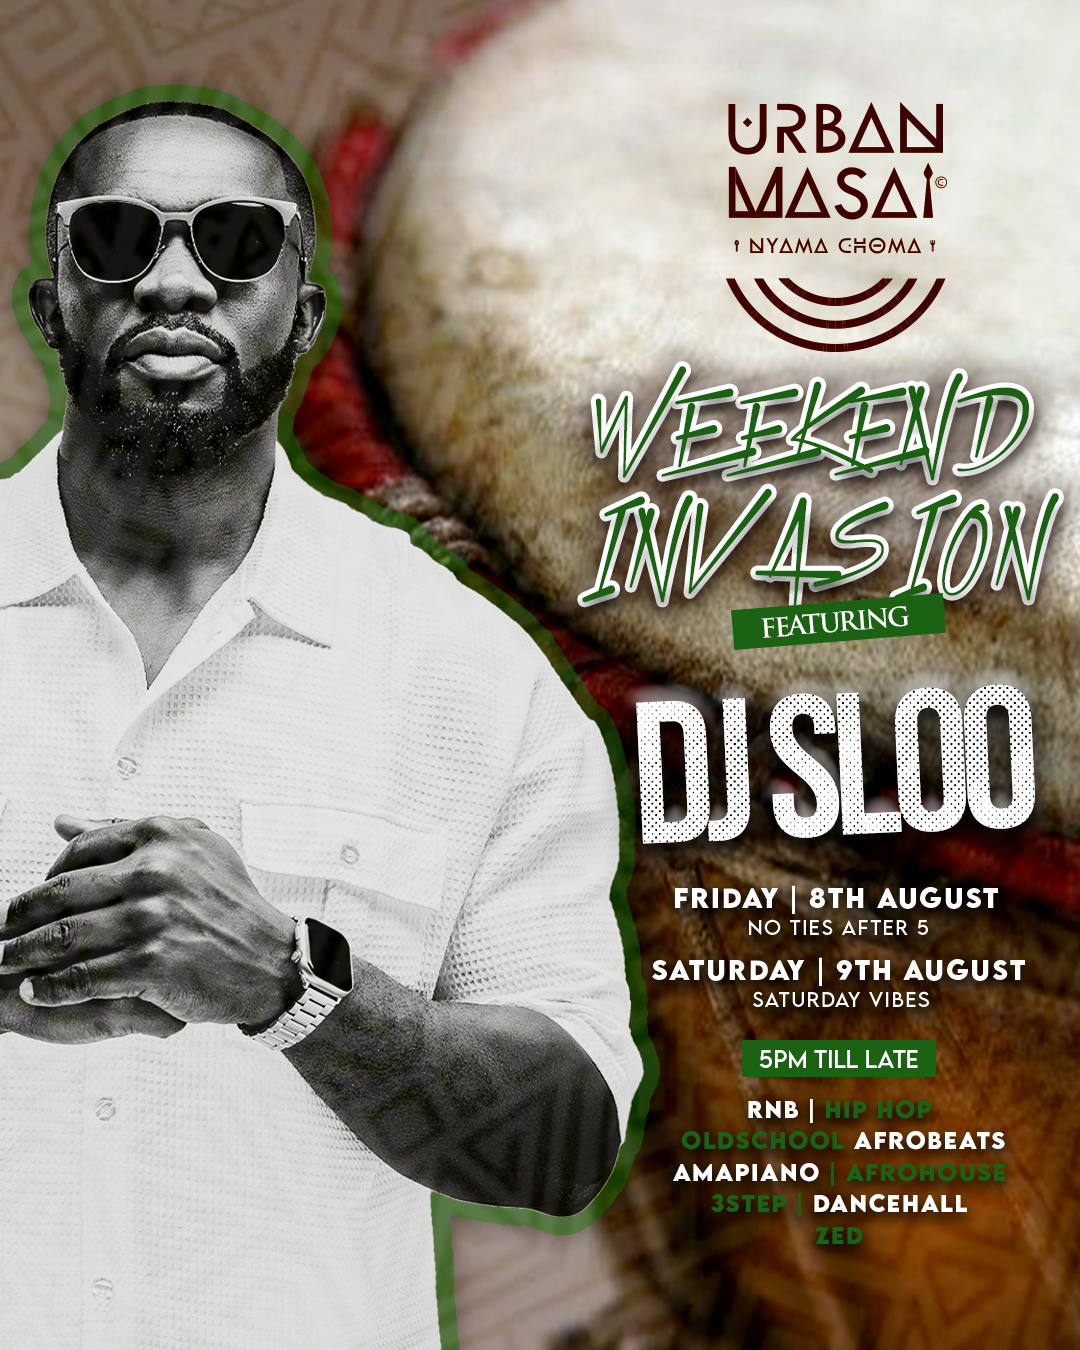 URBAN
MASAI©
NYAMA CHOMA
WEEKEND
INVASION
FEATURING
DJ SLOO
FRIDAY | 8TH AUGUST
NO TIES AFTER 5
SATURDAY | 9TH AUGUST
SATURDAY VIBES
5PM TILL LATE
RNB | HIP HOP
OLDSCHOOL AFROBEATS
AMAPIANO | AFROHOUSE
3STEP | DANCEHALL
ZED